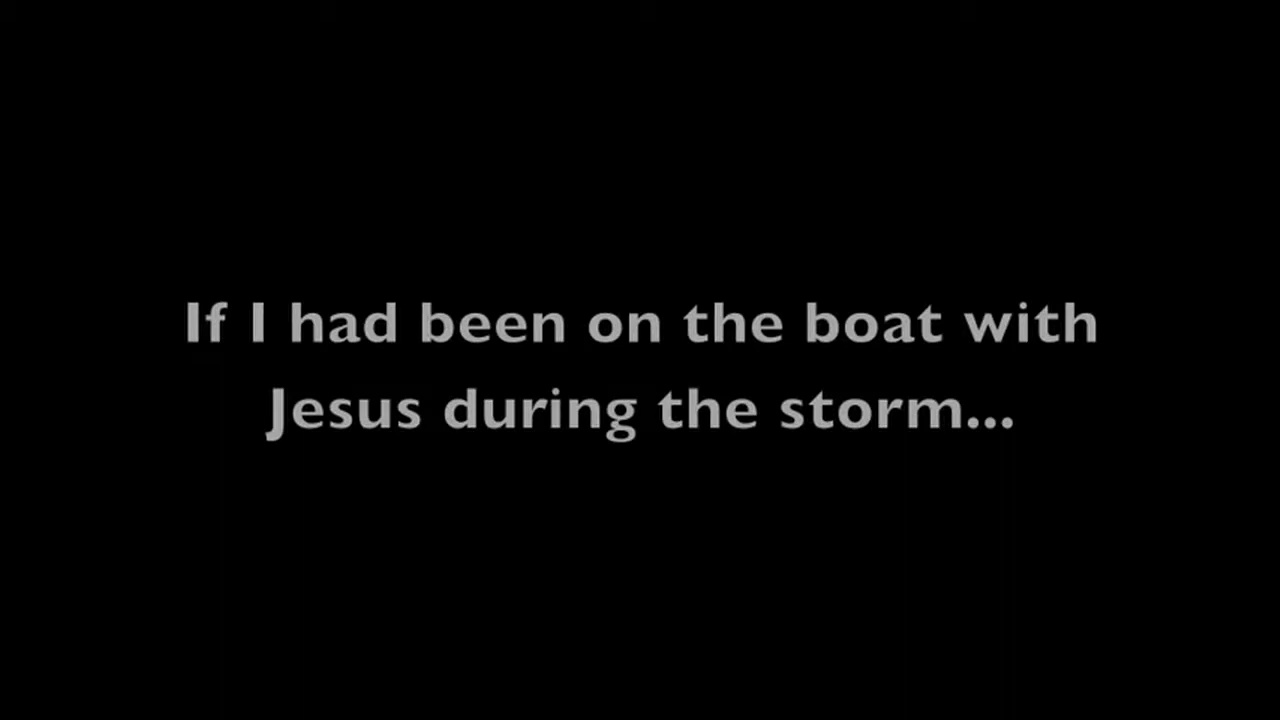 If I had been on the boat with
Jesus during the storm...